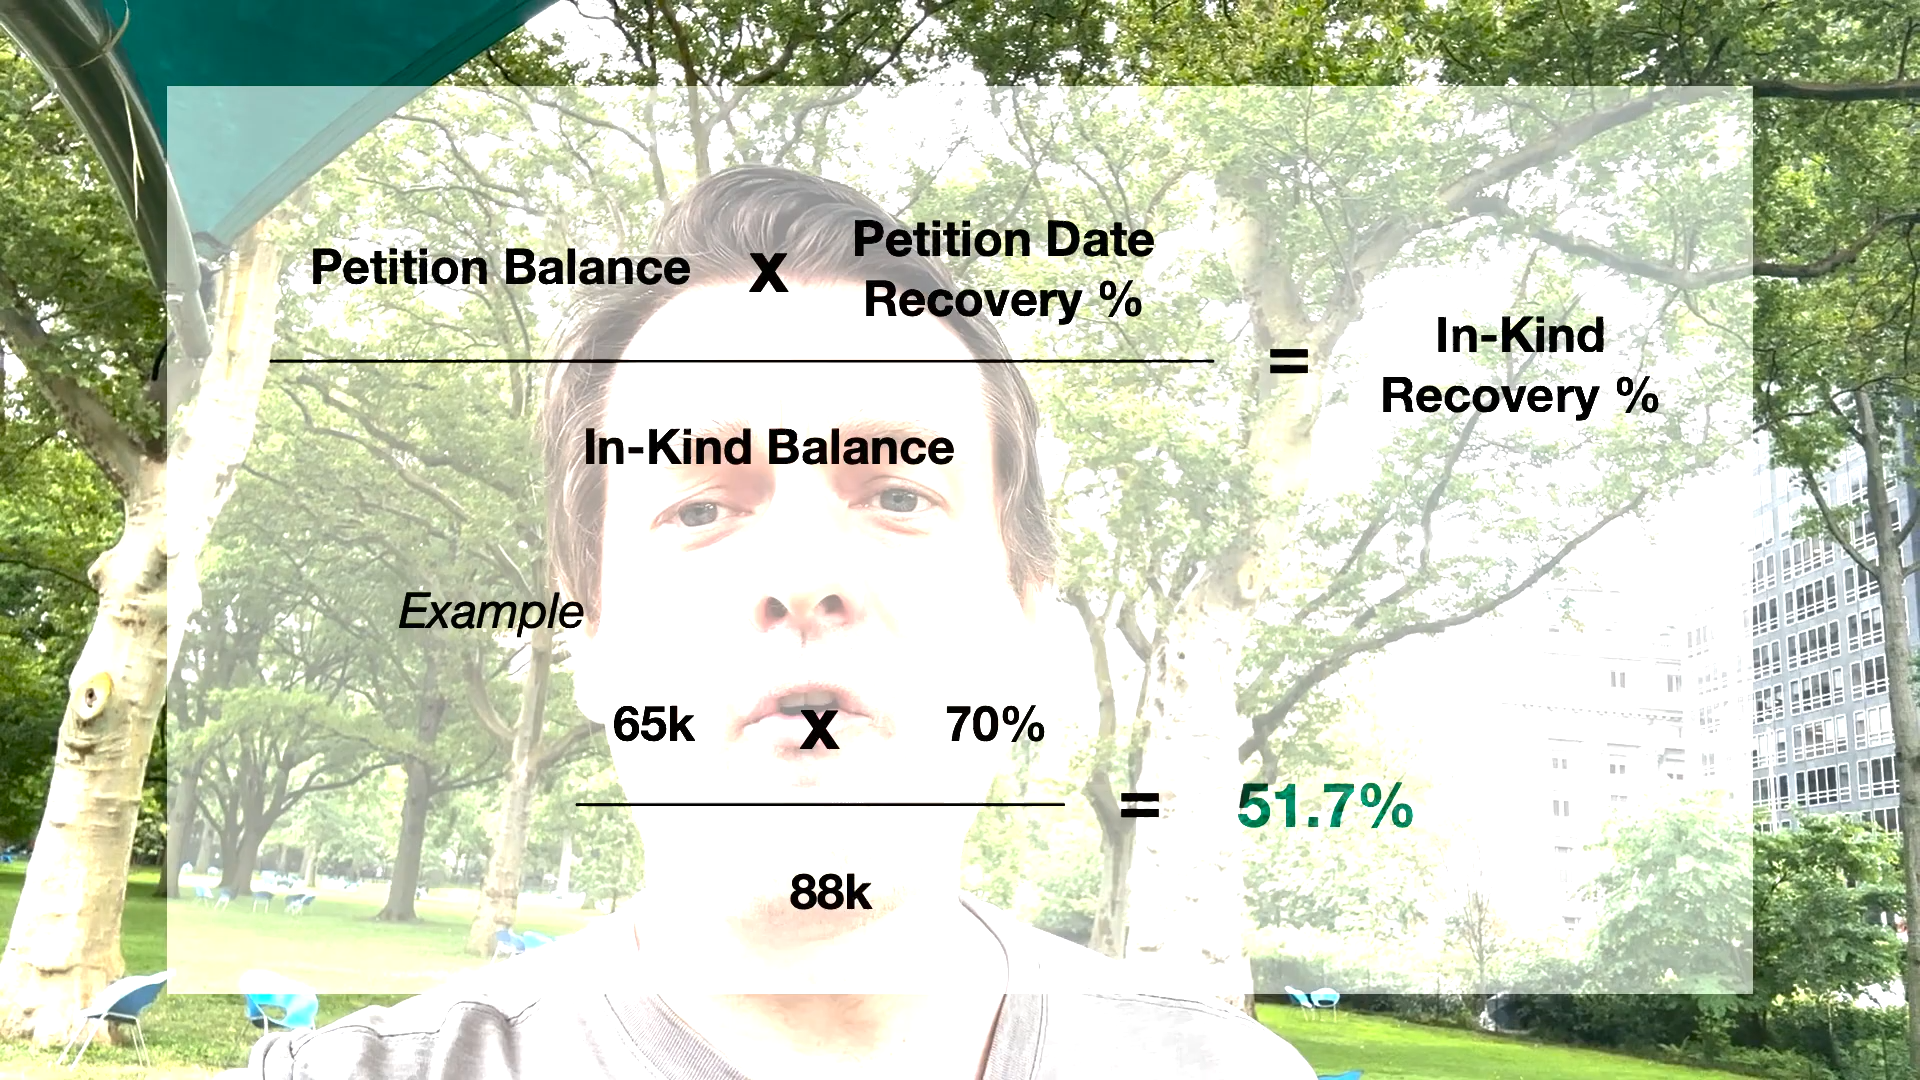 Petition Balance x Petition Date
Recovery %
In-Kind Balance
= In-Kind
Recovery %
Example
65k x 70%
88k
= 51.7%